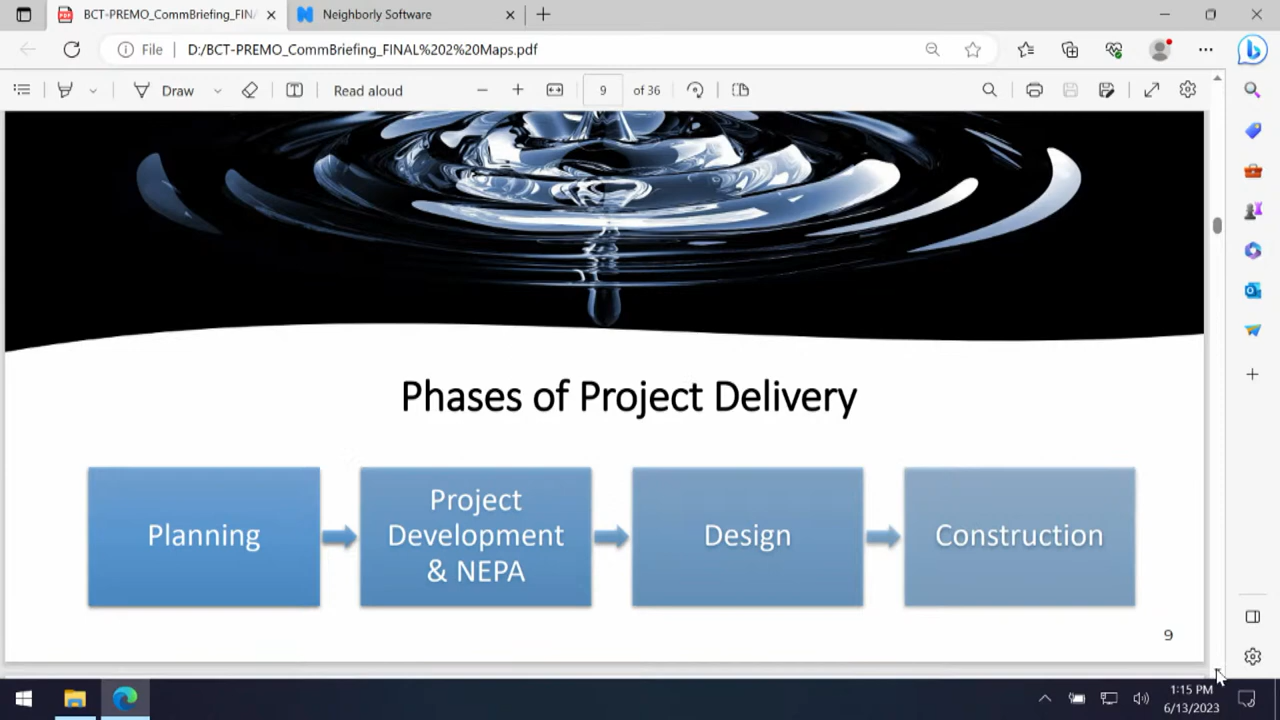 BCT-PREMO_CommBriefing_FINA
Neighborly Software
File
D:/BCT-PREMO_CommBriefing_FINAL%202%20Maps.pdf
Draw
Read aloud
9
of 36
Phases of Project Delivery
Planning
Project
Development
& NEPA
Design
Construction
9
1:15 PM
6/13/2023